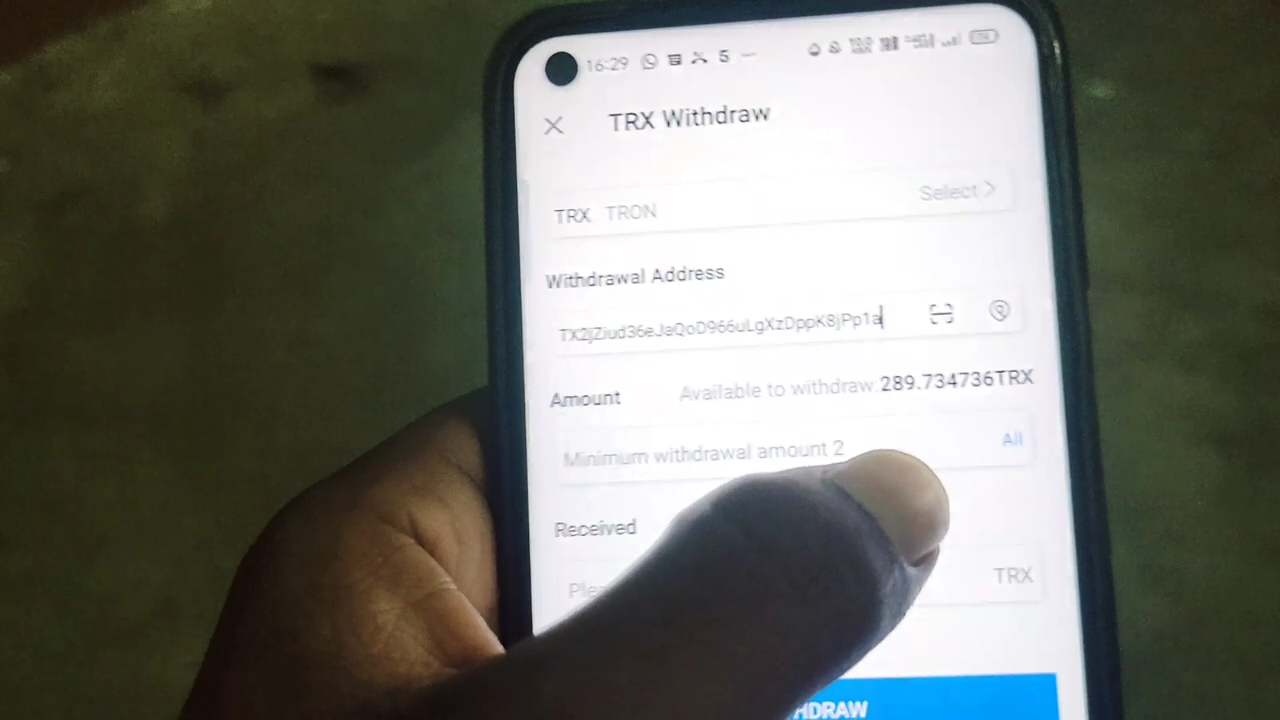 16:29
TRX Withdraw
TRX TRON Select
Withdrawal Address
TX2jZiud36eJaQoD966uLgXzDppK8jPp1a
Amount Available to withdraw:289.734736TRX
Minimum withdrawal amount 2 All
Received
TRX